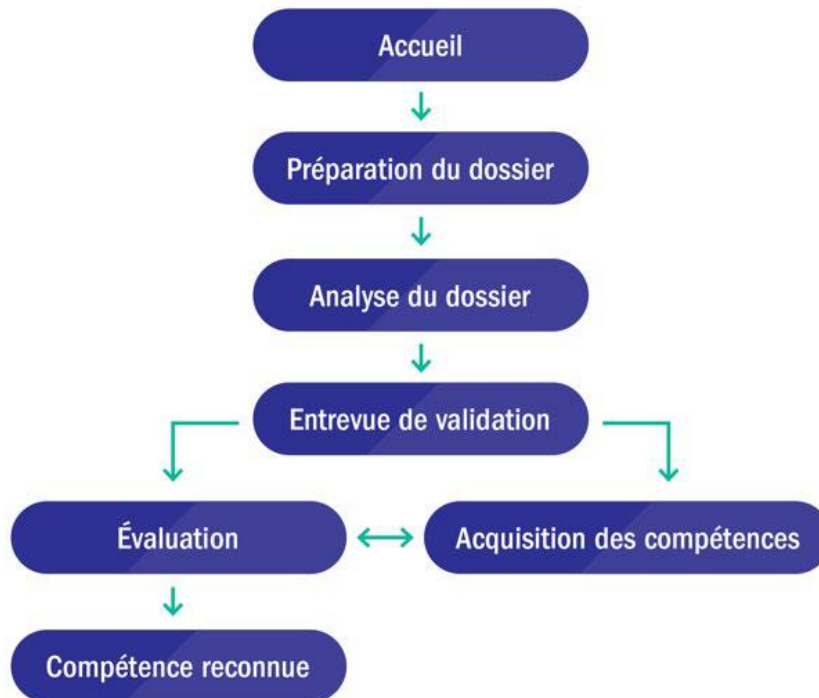 Accueil
Préparation du dossier
Analyse du dossier
Entrevue de validation
Évaluation
Acquisition des compétences
Compétence reconnue